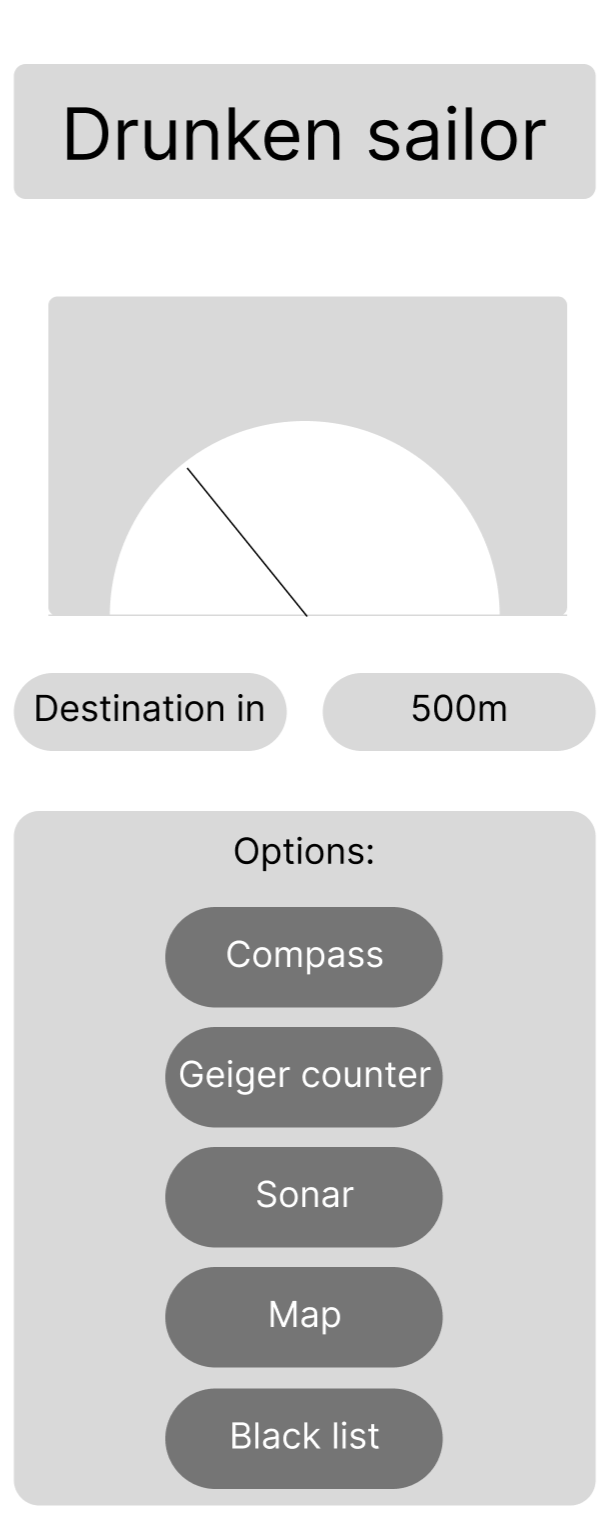 Drunken sailor
Destination in
500m
Options:
Compass
Geiger counter
Sonar
Map
Black list